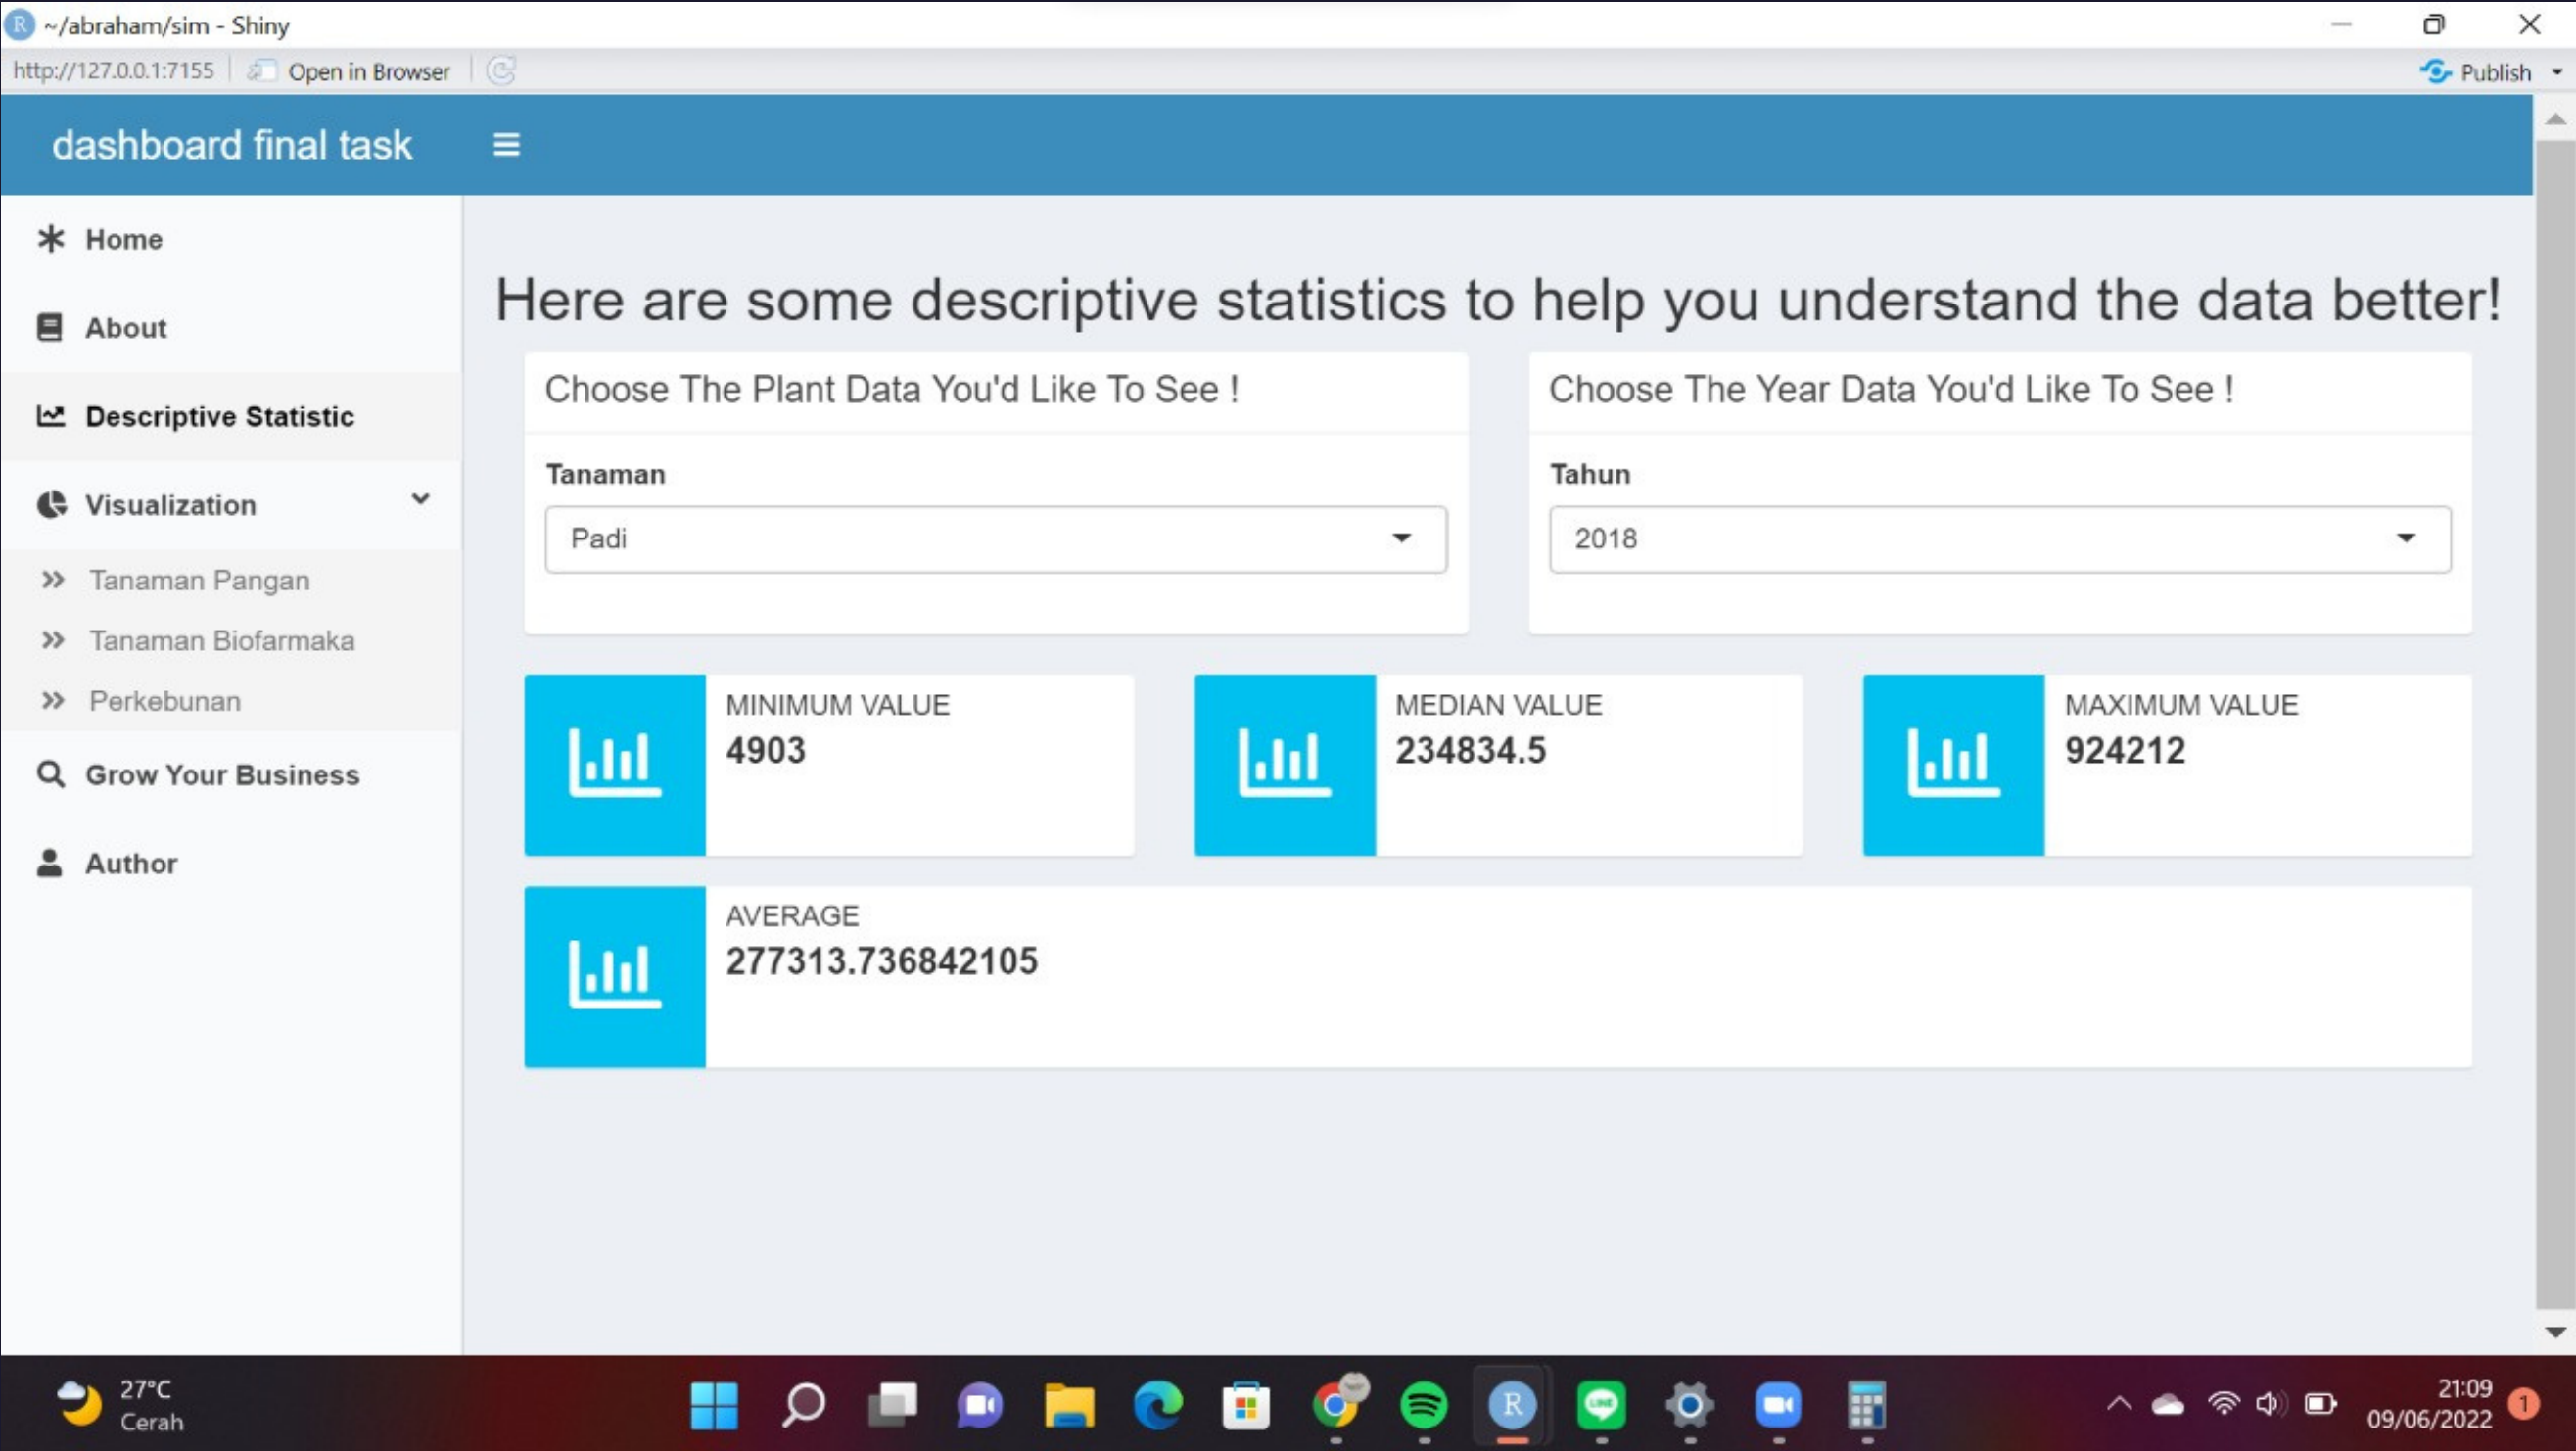 ~/abraham/sim - Shiny
http://127.0.0.1:7155 Open in Browser Publish
dashboard final task
Home
About
Descriptive Statistic
Visualization
Tanaman Pangan
Tanaman Biofarmaka
Perkebunan
Grow Your Business
Author
Here are some descriptive statistics to help you understand the data better!
Choose The Plant Data You'd Like To See !
Tanaman
Padi
Choose The Year Data You'd Like To See !
Tahun
2018
MINIMUM VALUE
4903
MEDIAN VALUE
234834.5
MAXIMUM VALUE
924212
AVERAGE
277313.736842105
27°C
Cerah
R
LINE
21:09
09/06/2022
1